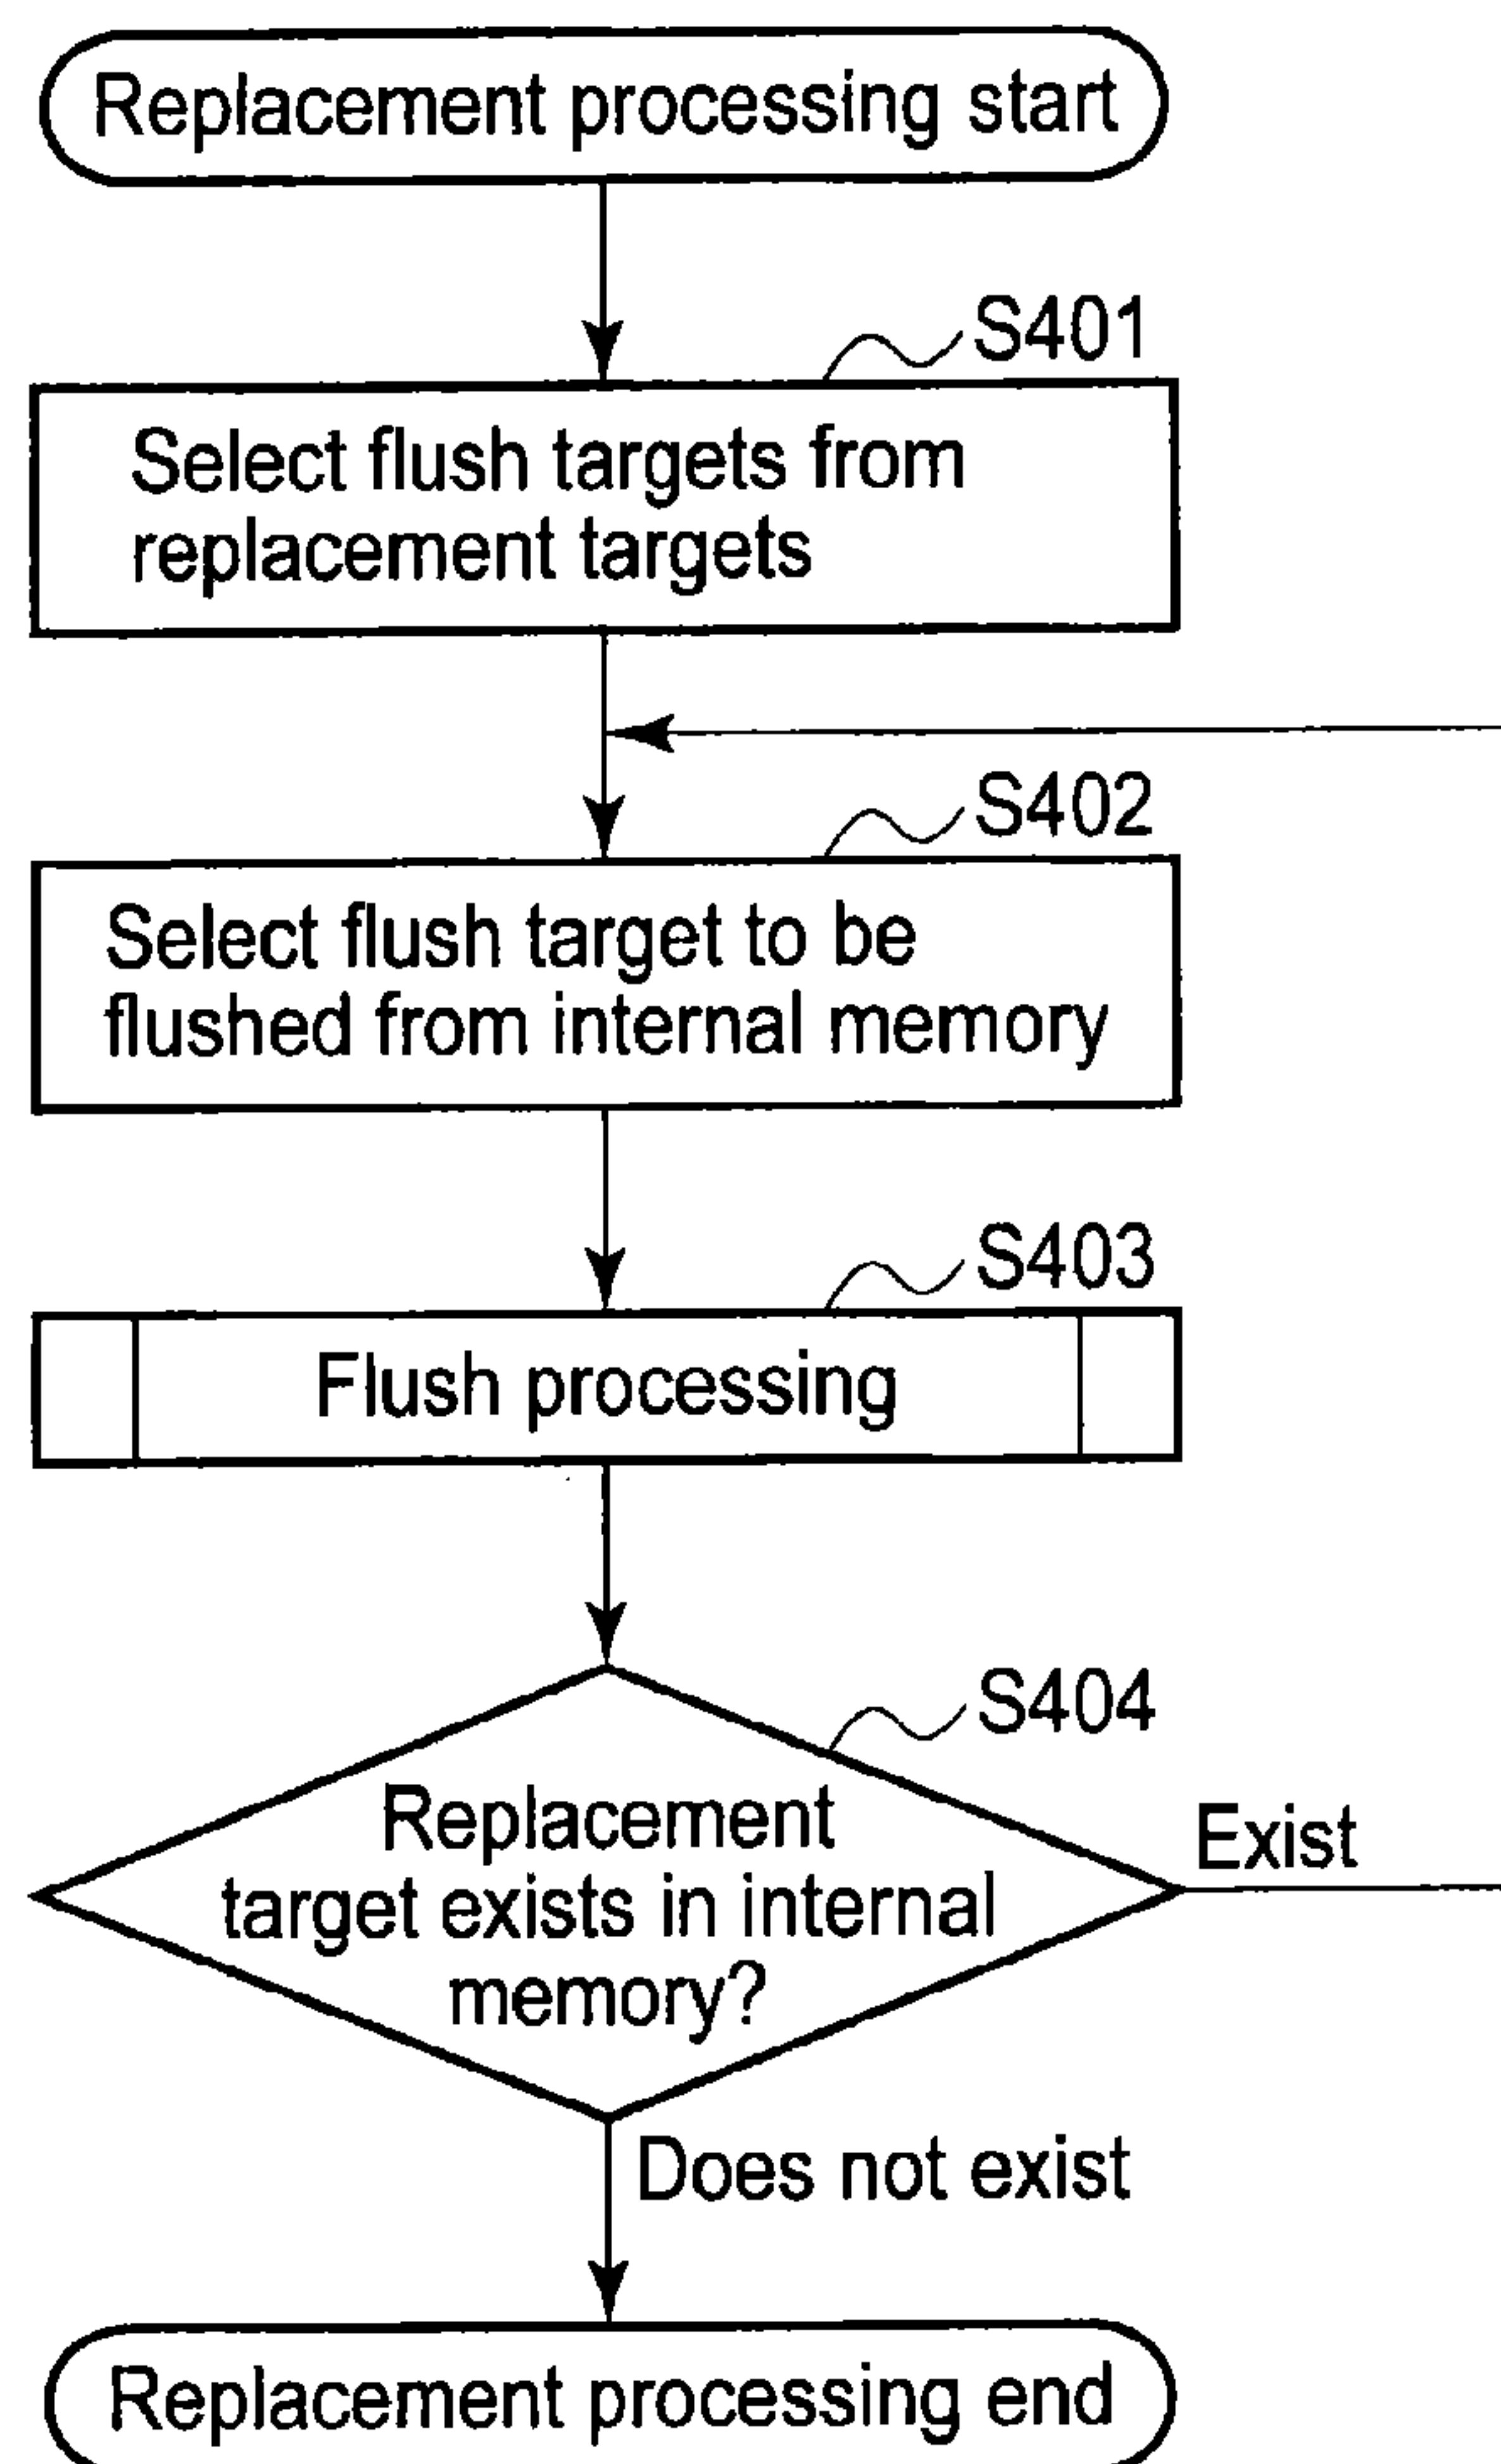 Replacement processing start
S401
Select flush targets from
replacement targets
S402
Select flush target to be
flushed from internal memory
S403
Flush processing
S404
Replacement
target exists in internal
memory?
Exist
Does not exist
Replacement processing end